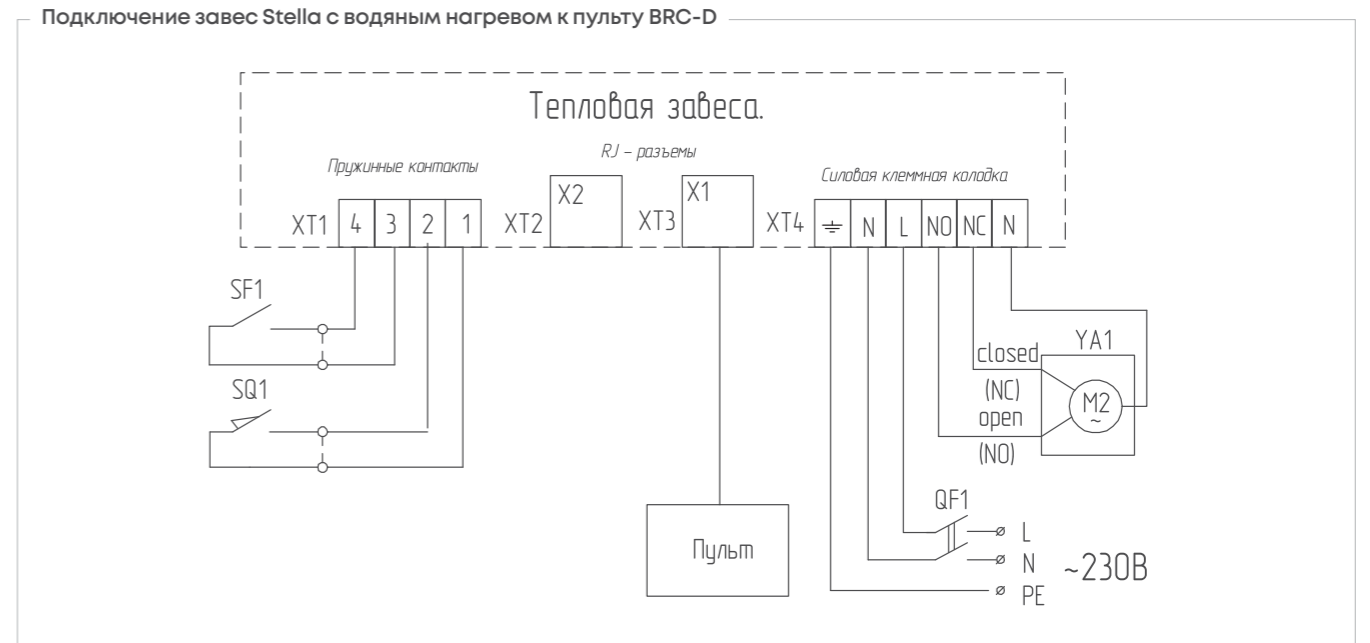 Подключение завес Stella с водяным нагревом к пульту BRC-D
Тепловая завеса.
Пружинные контакты
RJ – разъемы
Силовая клеммная колодка
XT1 4 3 2 1 XT2 X2 XT3 X1 XT4 N L NO NC N
SF1
SQ1
closed
(NC)
open
(NO)
YA1
M2
~
Пульт
QF1
L
N
PE
~230В